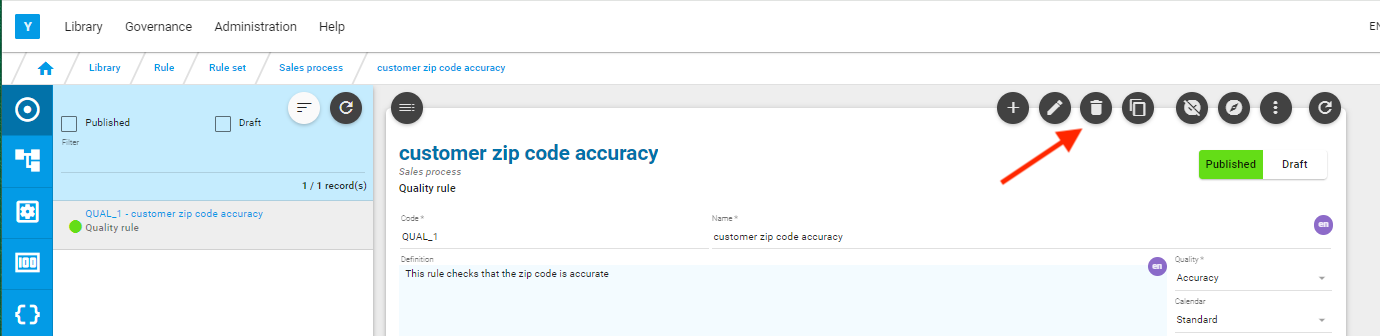 Y Library Governance Administration Help EN
Library Rule Rule set Sales process customer zip code accuracy
Published Draft
Filter
1 / 1 record(s)
QUAL_1 - customer zip code accuracy
Quality rule
customer zip code accuracy
Sales process
Quality rule
Published Draft
Code * Name *
QUAL_1 customer zip code accuracy en
Definition en Quality *
This rule checks that the zip code is accurate Accuracy
Calendar
Standard
100